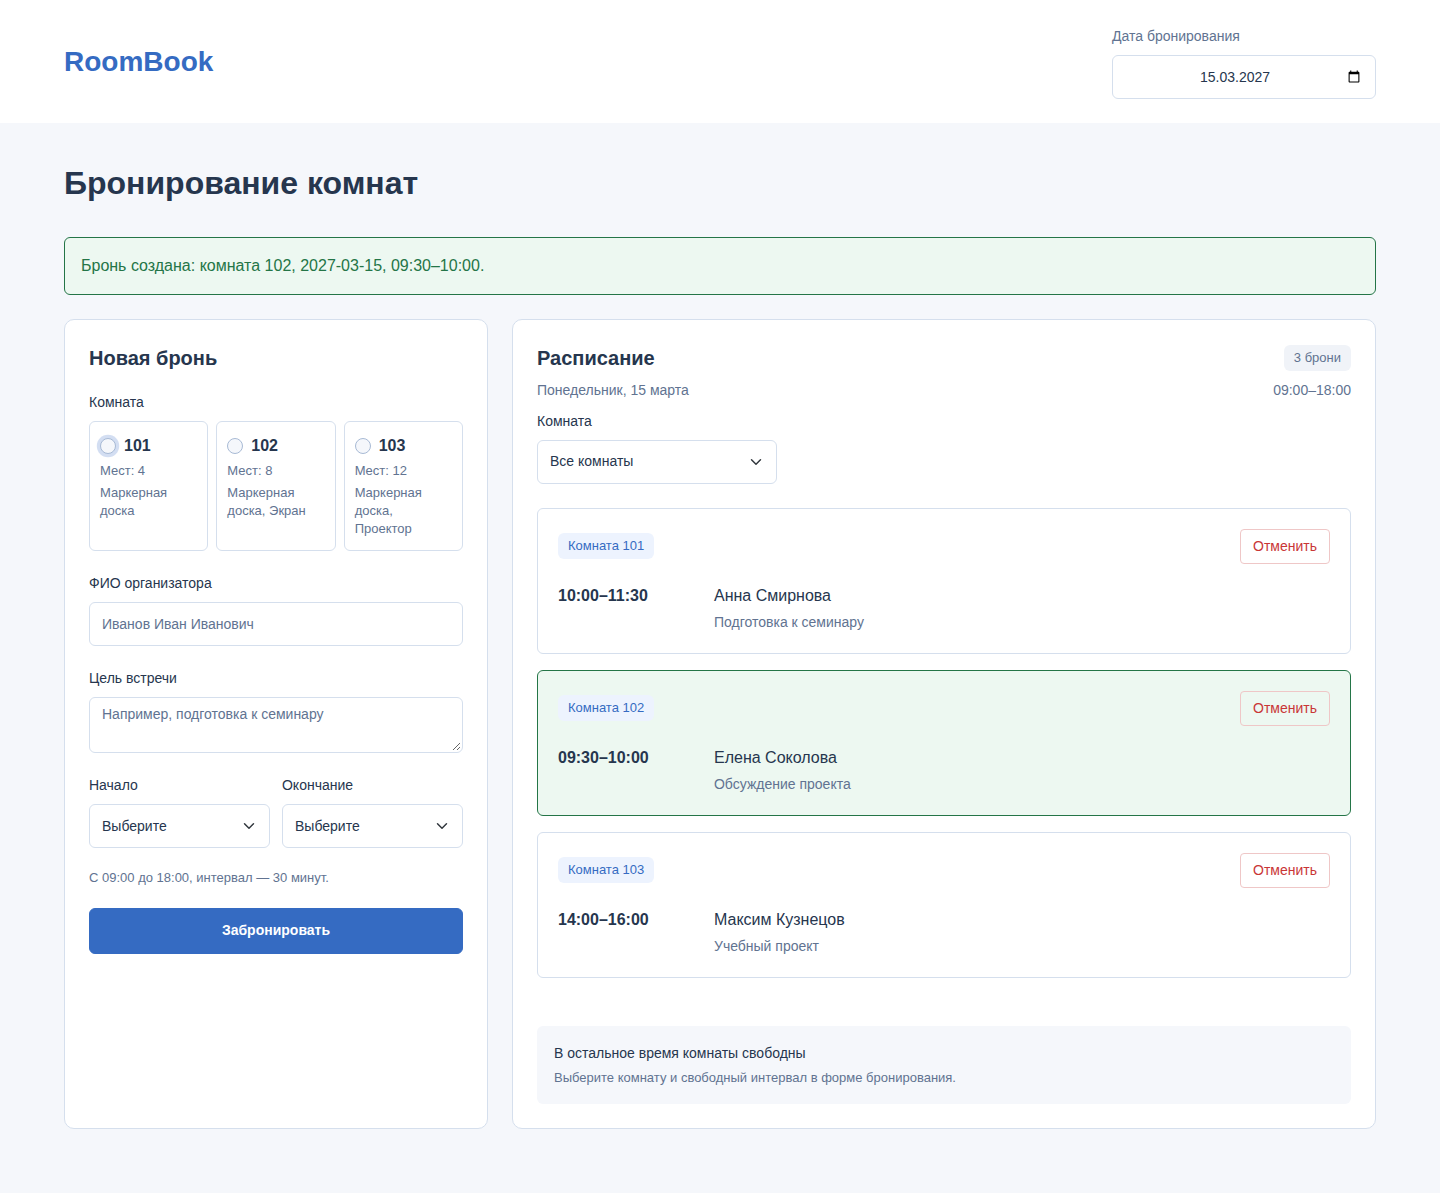 RoomBook
Дата бронирования
15.03.2027
Бронирование комнат
Бронь создана: комната 102, 2027-03-15, 09:30–10:00.
Новая бронь
Комната
101
Мест: 4
Маркерная
доска
102
Мест: 8
Маркерная
доска, Экран
103
Мест: 12
Маркерная
доска,
Проектор
ФИО организатора
Иванов Иван Иванович
Цель встречи
Например, подготовка к семинару
Начало
Окончание
Выберите
Выберите
С 09:00 до 18:00, интервал — 30 минут.
Забронировать
Расписание
3 брони
Понедельник, 15 марта
09:00–18:00
Комната
Все комнаты
Комната 101
Отменить
10:00–11:30
Анна Смирнова
Подготовка к семинару
Комната 102
Отменить
09:30–10:00
Елена Соколова
Обсуждение проекта
Комната 103
Отменить
14:00–16:00
Максим Кузнецов
Учебный проект
В остальное время комнаты свободны
Выберите комнату и свободный интервал в форме бронирования.